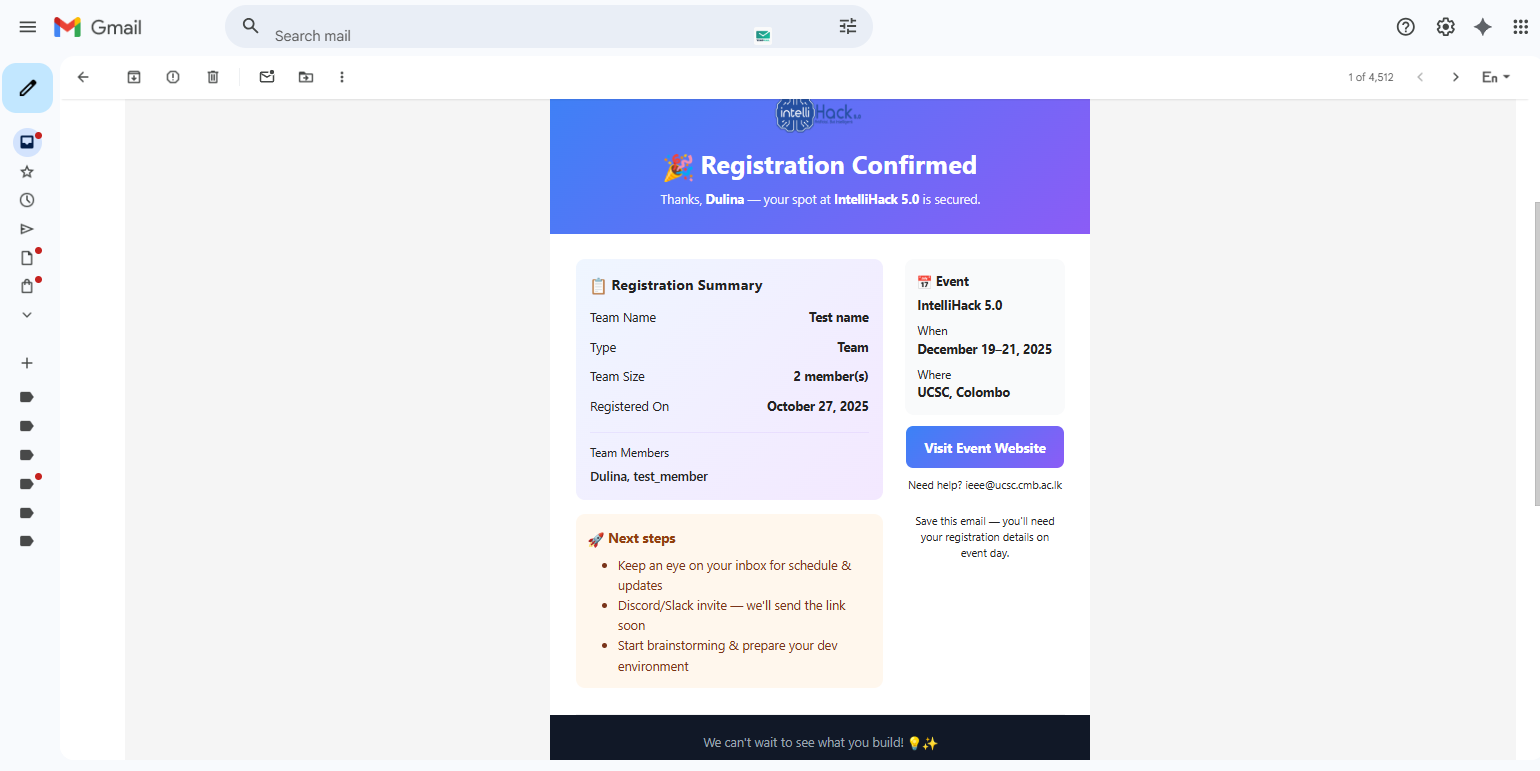 Gmail
Search mail
1 of 4,512
En
intelli Hack 5.0
🎉 Registration Confirmed
Thanks, Dulina — your spot at IntelliHack 5.0 is secured.
📋 Registration Summary
Team Name Test name
Type Team
Team Size 2 member(s)
Registered On October 27, 2025
Team Members
Dulina, test_member
📅 Event
IntelliHack 5.0
When
December 19–21, 2025
Where
UCSC, Colombo
Visit Event Website
Need help? ieee@ucsc.cmb.ac.lk
Save this email — you'll need
your registration details on
event day.
🚀 Next steps
• Keep an eye on your inbox for schedule &
updates
• Discord/Slack invite — we'll send the link
soon
• Start brainstorming & prepare your dev
environment
We can't wait to see what you build! 💡✨